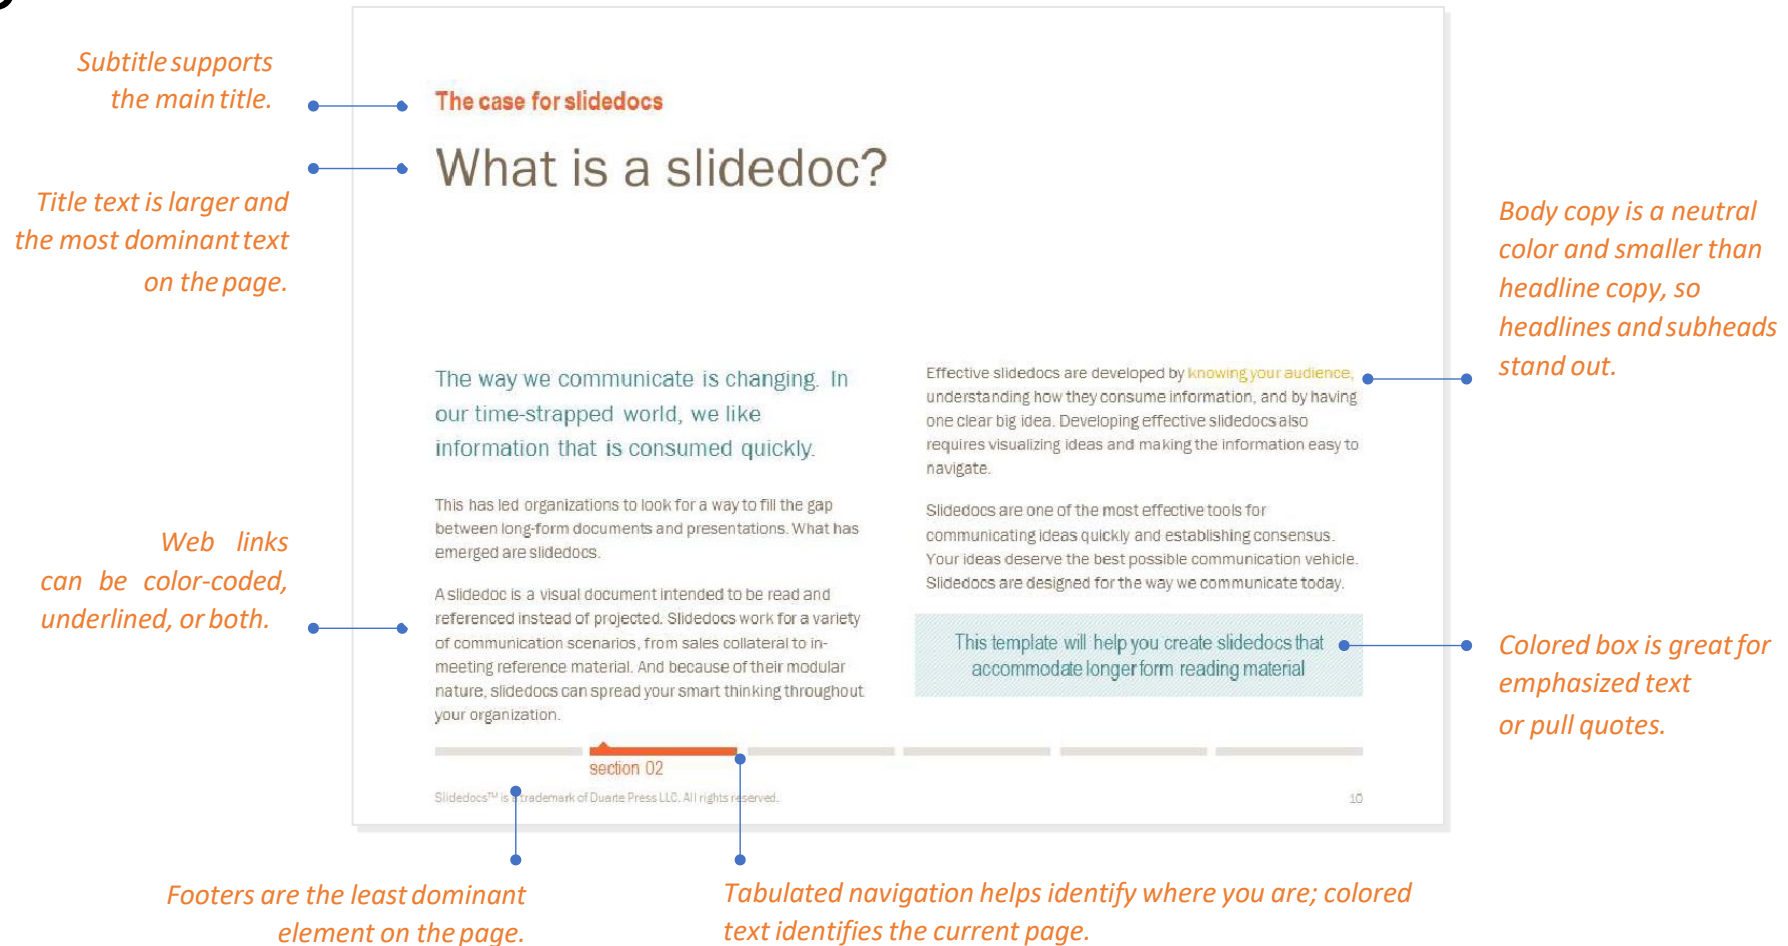 Subtitle supports
the main title.
Title text is larger and
the most dominant text
on the page.
Web links
can be color-coded,
underlined, or both.
The case for slidedocs
What is a slidedoc?
The way we communicate is changing. In
our time-strapped world, we like
information that is consumed quickly.
This has led organizations to look for a way to fill the gap
between long-form documents and presentations. What has
emerged are slidedocs.
A slidedoc is a visual document intended to be read and
referenced instead of projected. Slidedocs work for a variety
of communication scenarios, from sales collateral to in-
meeting reference material. And because of their modular
nature, slidedocs can spread your smart thinking throughout
your organization.
Effective slidedocs are developed by knowing your audience,
understanding how they consume information, and by having
one clear big idea. Developing effective slidedocs also
requires visualizing ideas and making the information easy to
navigate.
Slidedocs are one of the most effective tools for
communicating ideas quickly and establishing consensus.
Your ideas deserve the best possible communication vehicle.
Slidedocs are designed for the way we communicate today.
This template will help you create slidedocs that
accommodate longer form reading material
section 02
Slidedocs™ is a trademark of Duarte Press LLC. All rights reserved.
10
Body copy is a neutral
color and smaller than
headline copy, so
headlines and subheads
stand out.
Colored box is great for
emphasized text
or pull quotes.
Footers are the least dominant
element on the page.
Tabulated navigation helps identify where you are; colored
text identifies the current page.